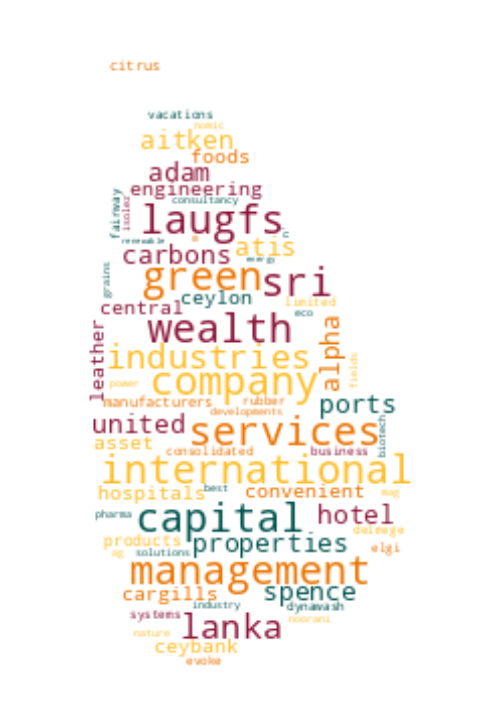 citrus
vacations
nomic
aitken
foods
adam
engineering
consultancy
fairway
isolez
laugfs
c
renewable
atis
carbons
energy
grains
green
sri
ceylon
limited
central
eco
wealth
leather
alpha
industries
fields
power
company
manufacturers
rubber
ports
developments
united
services
biotech
asset
consolidated
business
international
hospitals
best
convenient
mag
pharma
capital
hotel
delmege
products
properties
elgi
ag
solutions
management
cargills
spence
industry
dynawash
systems
lanka
noorani
nature
ceybank
evoke